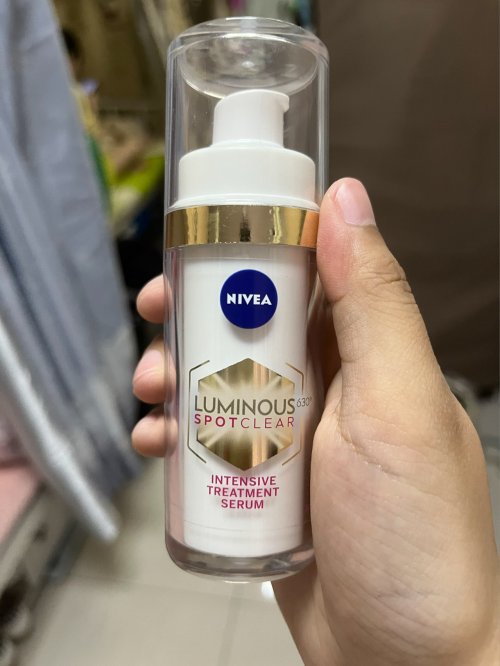 NIVEA
LUMINOUS 630®
SPOTCLEAR
INTENSIVE
TREATMENT
SERUM